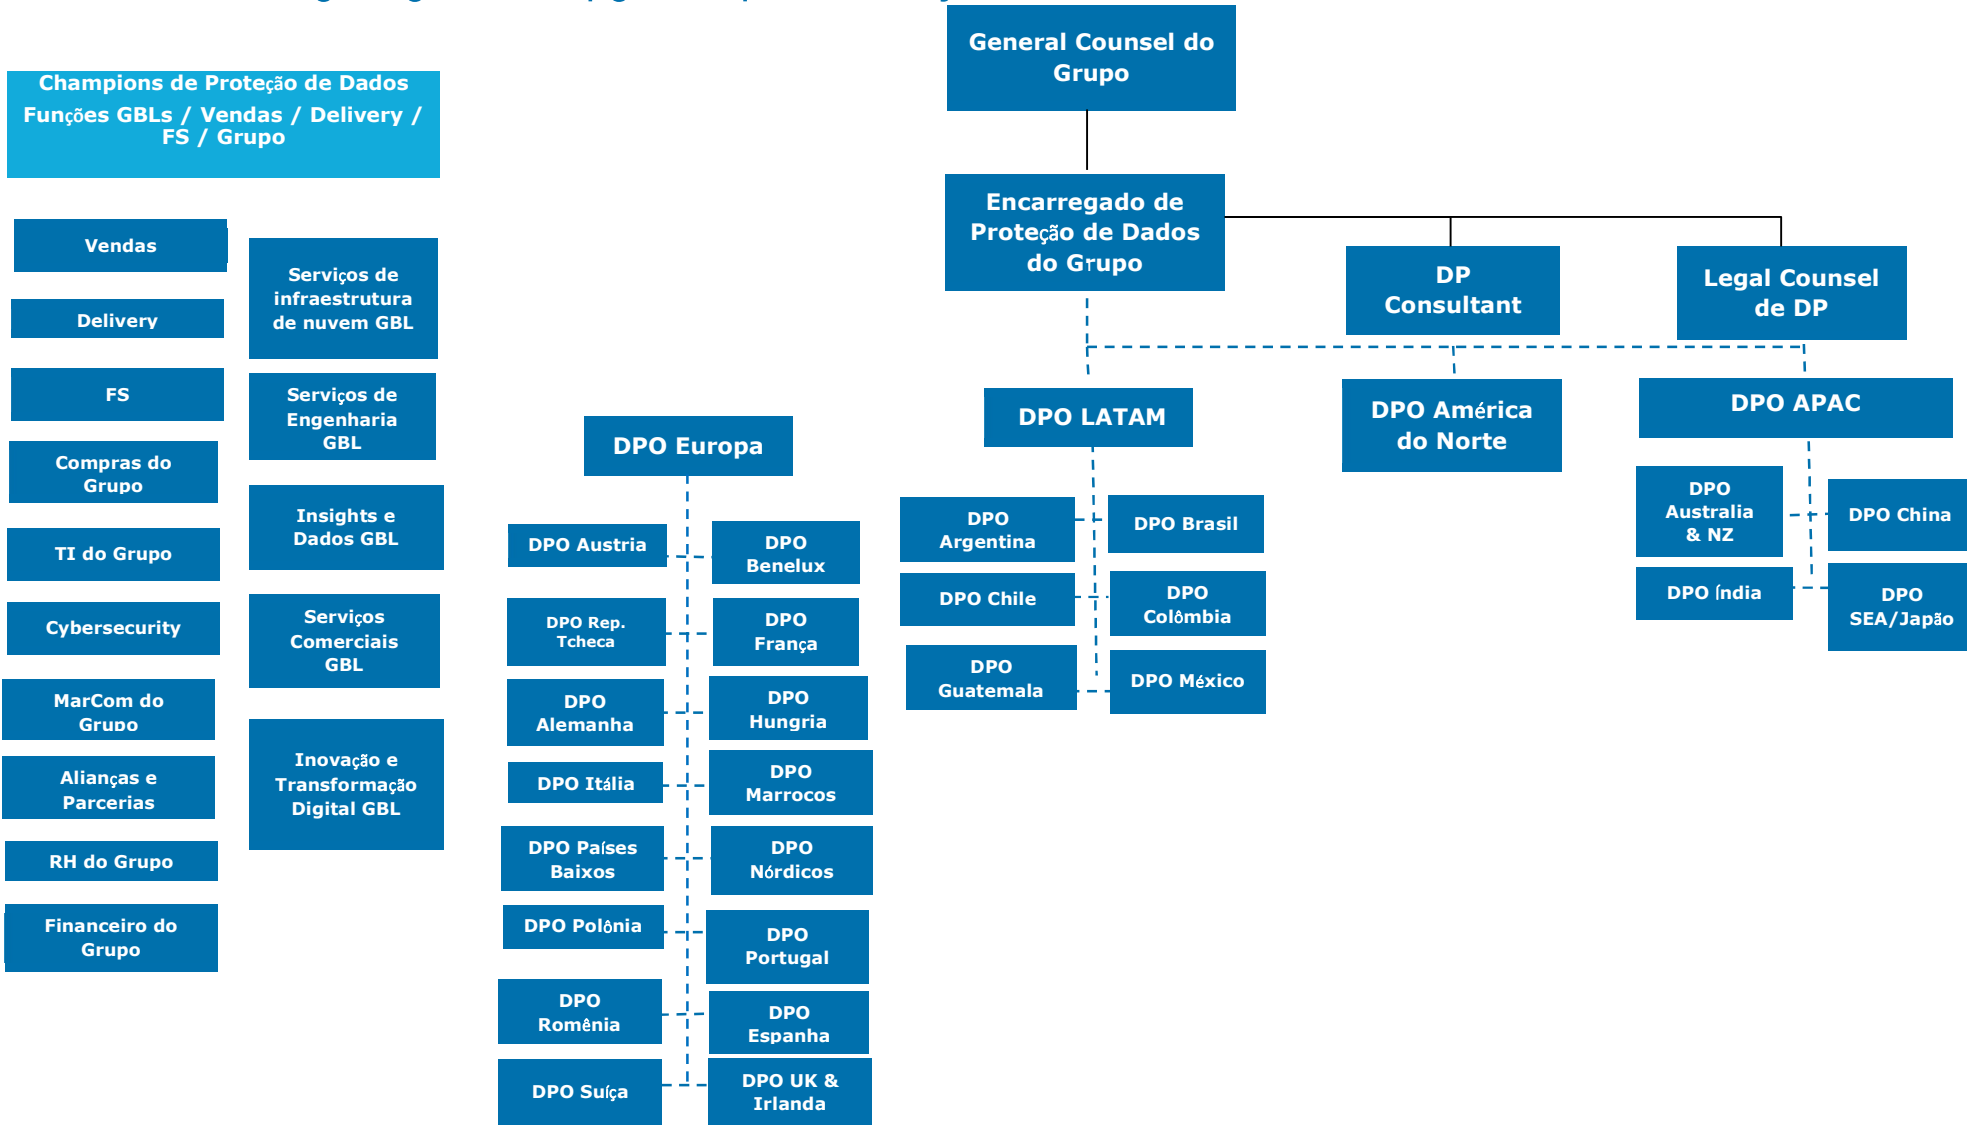 General Counsel do
Grupo
Champions de Proteção de Dados
Funções GBLs / Vendas / Delivery /
FS / Grupo
Encarregado de
Proteção de Dados
do Grupo
DP
Consultant
Legal Counsel
de DP
Vendas
Delivery
FS
Compras do
Grupo
TI do Grupo
Cybersecurity
MarCom do
Grupo
Alianças e
Parcerias
RH do Grupo
Financeiro do
Grupo
Serviços de
infraestrutura
de nuvem GBL
Serviços de
Engenharia
GBL
Insights e
Dados GBL
Serviços
Comerciais
GBL
Inovação e
Transformação
Digital GBL
DPO Europa
DPO Austria
DPO
Benelux
DPO Rep.
Tcheca
DPO
França
DPO
Alemanha
DPO
Hungria
DPO Itália
DPO
Marrocos
DPO Países
Baixos
DPO
Nórdicos
DPO Polônia
DPO
Portugal
DPO
Romênia
DPO
Espanha
DPO Suíça
DPO UK &
Irlanda
DPO LATAM
DPO
Argentina
DPO Brasil
DPO Chile
DPO
Colômbia
DPO
Guatemala
DPO México
DPO América
do Norte
DPO APAC
DPO
Australia
& NZ
DPO China
DPO Índia
DPO
SEA/Japão